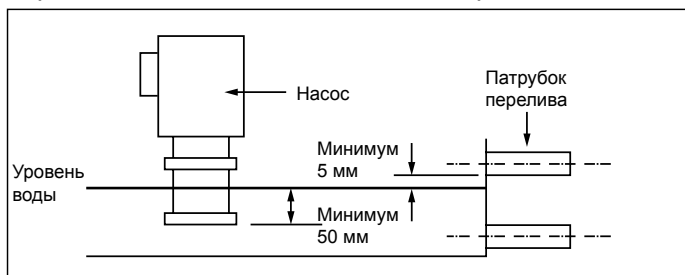 Насос
Патрубок
перелива
Минимум
5 мм
Уровень
воды
Минимум
50 мм